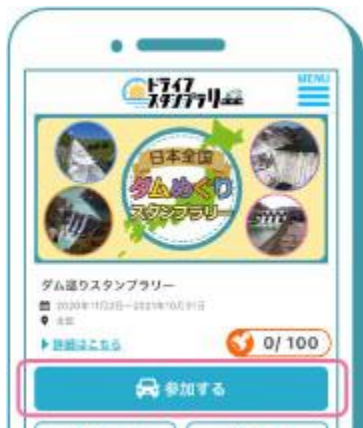 ドライブ
スタンプラリー
MENU
日本全国
ダムめぐり
スタンプラリー
ダム巡りスタンプラリー
全国
詳細はこちら
0/ 100
参加する